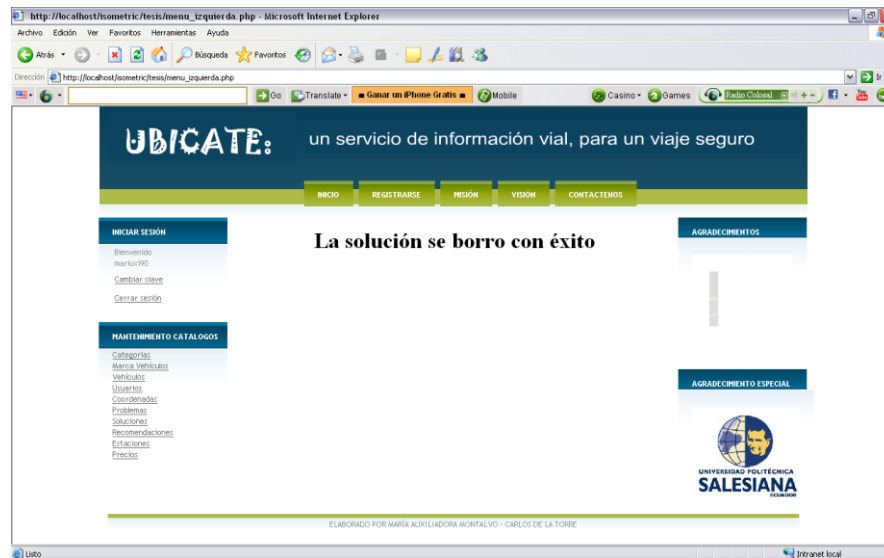 http://localhost/isometric/tesis/menu_izquierda.php - Microsoft Internet Explorer
Archivo Edición Ver Favoritos Herramientas Ayuda
Atrás Búsqueda Favoritos
Dirección http://localhost/isometric/tesis/menu_izquierda.php Ir
Go Translate Ganar un iPhone Gratis Mobile Casino Games Radio Colosal
UBICATE: un servicio de información vial, para un viaje seguro
INICIO REGISTRARSE MISIÓN VISIÓN CONTACTENOS
INICIAR SESIÓN
Bienvenido
mariuxi90
Cambiar clave
Cerrar sesión
MANTENIMIENTO CATALOGOS
Categorias
Marca Vehículos
Vehículos
Usuarios
Coordenadas
Problemas
Soluciones
Recomendaciones
Estaciones
Precios
La solución se borro con éxito
AGRADECIMIENTOS
AGRADECIMIENTO ESPECIAL
UNIVERSIDAD POLITÉCNICA
SALESIANA
ECUADOR
ELABORADO POR MARÍA AUXILIADORA MONTALVO - CARLOS DE LA TORRE
Listo Intranet local